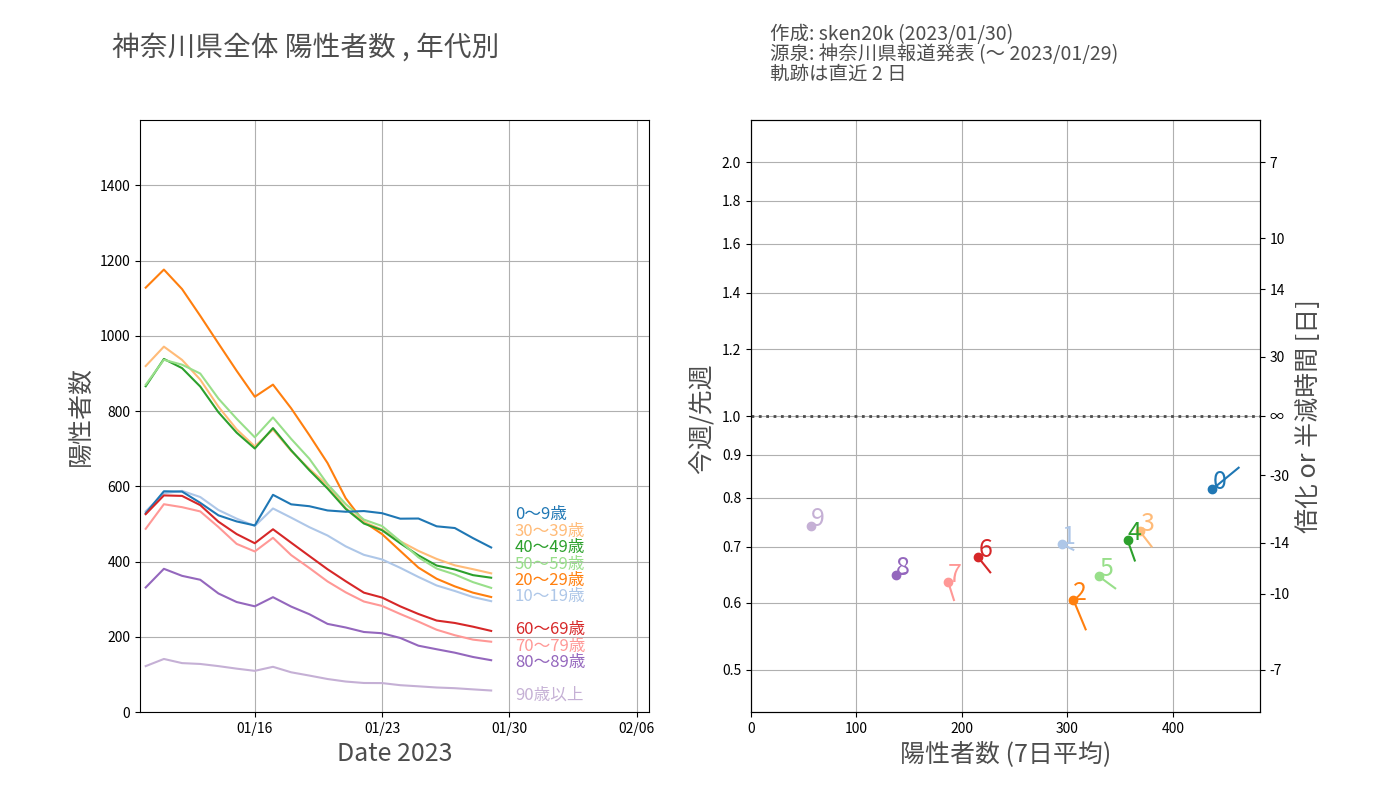 神奈川県全体 陽性者数 , 年代別
作成: sken20k (2023/01/30)
源泉: 神奈川県報道発表 (〜 2023/01/29)
軌跡は直近 2 日
陽性者数
1400
1200
1000
800
600
400
200
0
0〜9歳
30〜39歳
40〜49歳
50〜59歳
20〜29歳
10〜19歳
60〜69歳
70〜79歳
80〜89歳
90歳以上
01/16
01/23
01/30
02/06
Date 2023
今週/先週
2.0
1.8
1.6
1.4
1.2
1.0
0.9
0.8
0.7
0.6
0.5
0
9
3
4
1
6
8
7
5
2
7
10
14
30
∞
-30
-14
-10
-7
倍化 or 半減時間 [日]
0
100
200
300
400
陽性者数 (7日平均)